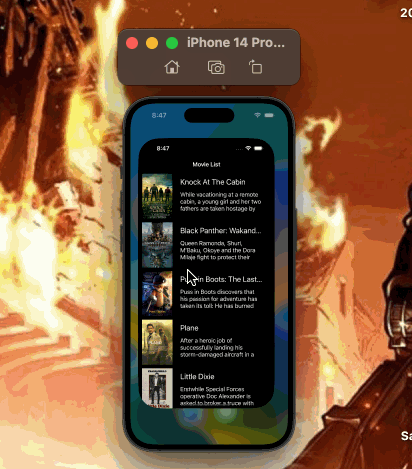 20
iPhone 14 Pro...
8:47
8:47
Movie List
Knock At The Cabin
While vacationing at a remote
cabin, a young girl and her two
fathers are taken hostage by
Black Panther: Wakand...
Queen Ramonda, Shuri,
M'Baku, Okoye and the Dora
Milaje fight to protect their
Puss in Boots: The Last...
Puss in Boots discovers that
his passion for adventure has
taken its toll: He has burned
Plane
After a heroic job of
successfully landing his
storm-damaged aircraft in a
Little Dixie
Erstwhile Special Forces
operative Doc Alexander is
asked to broker a truce with
Sa